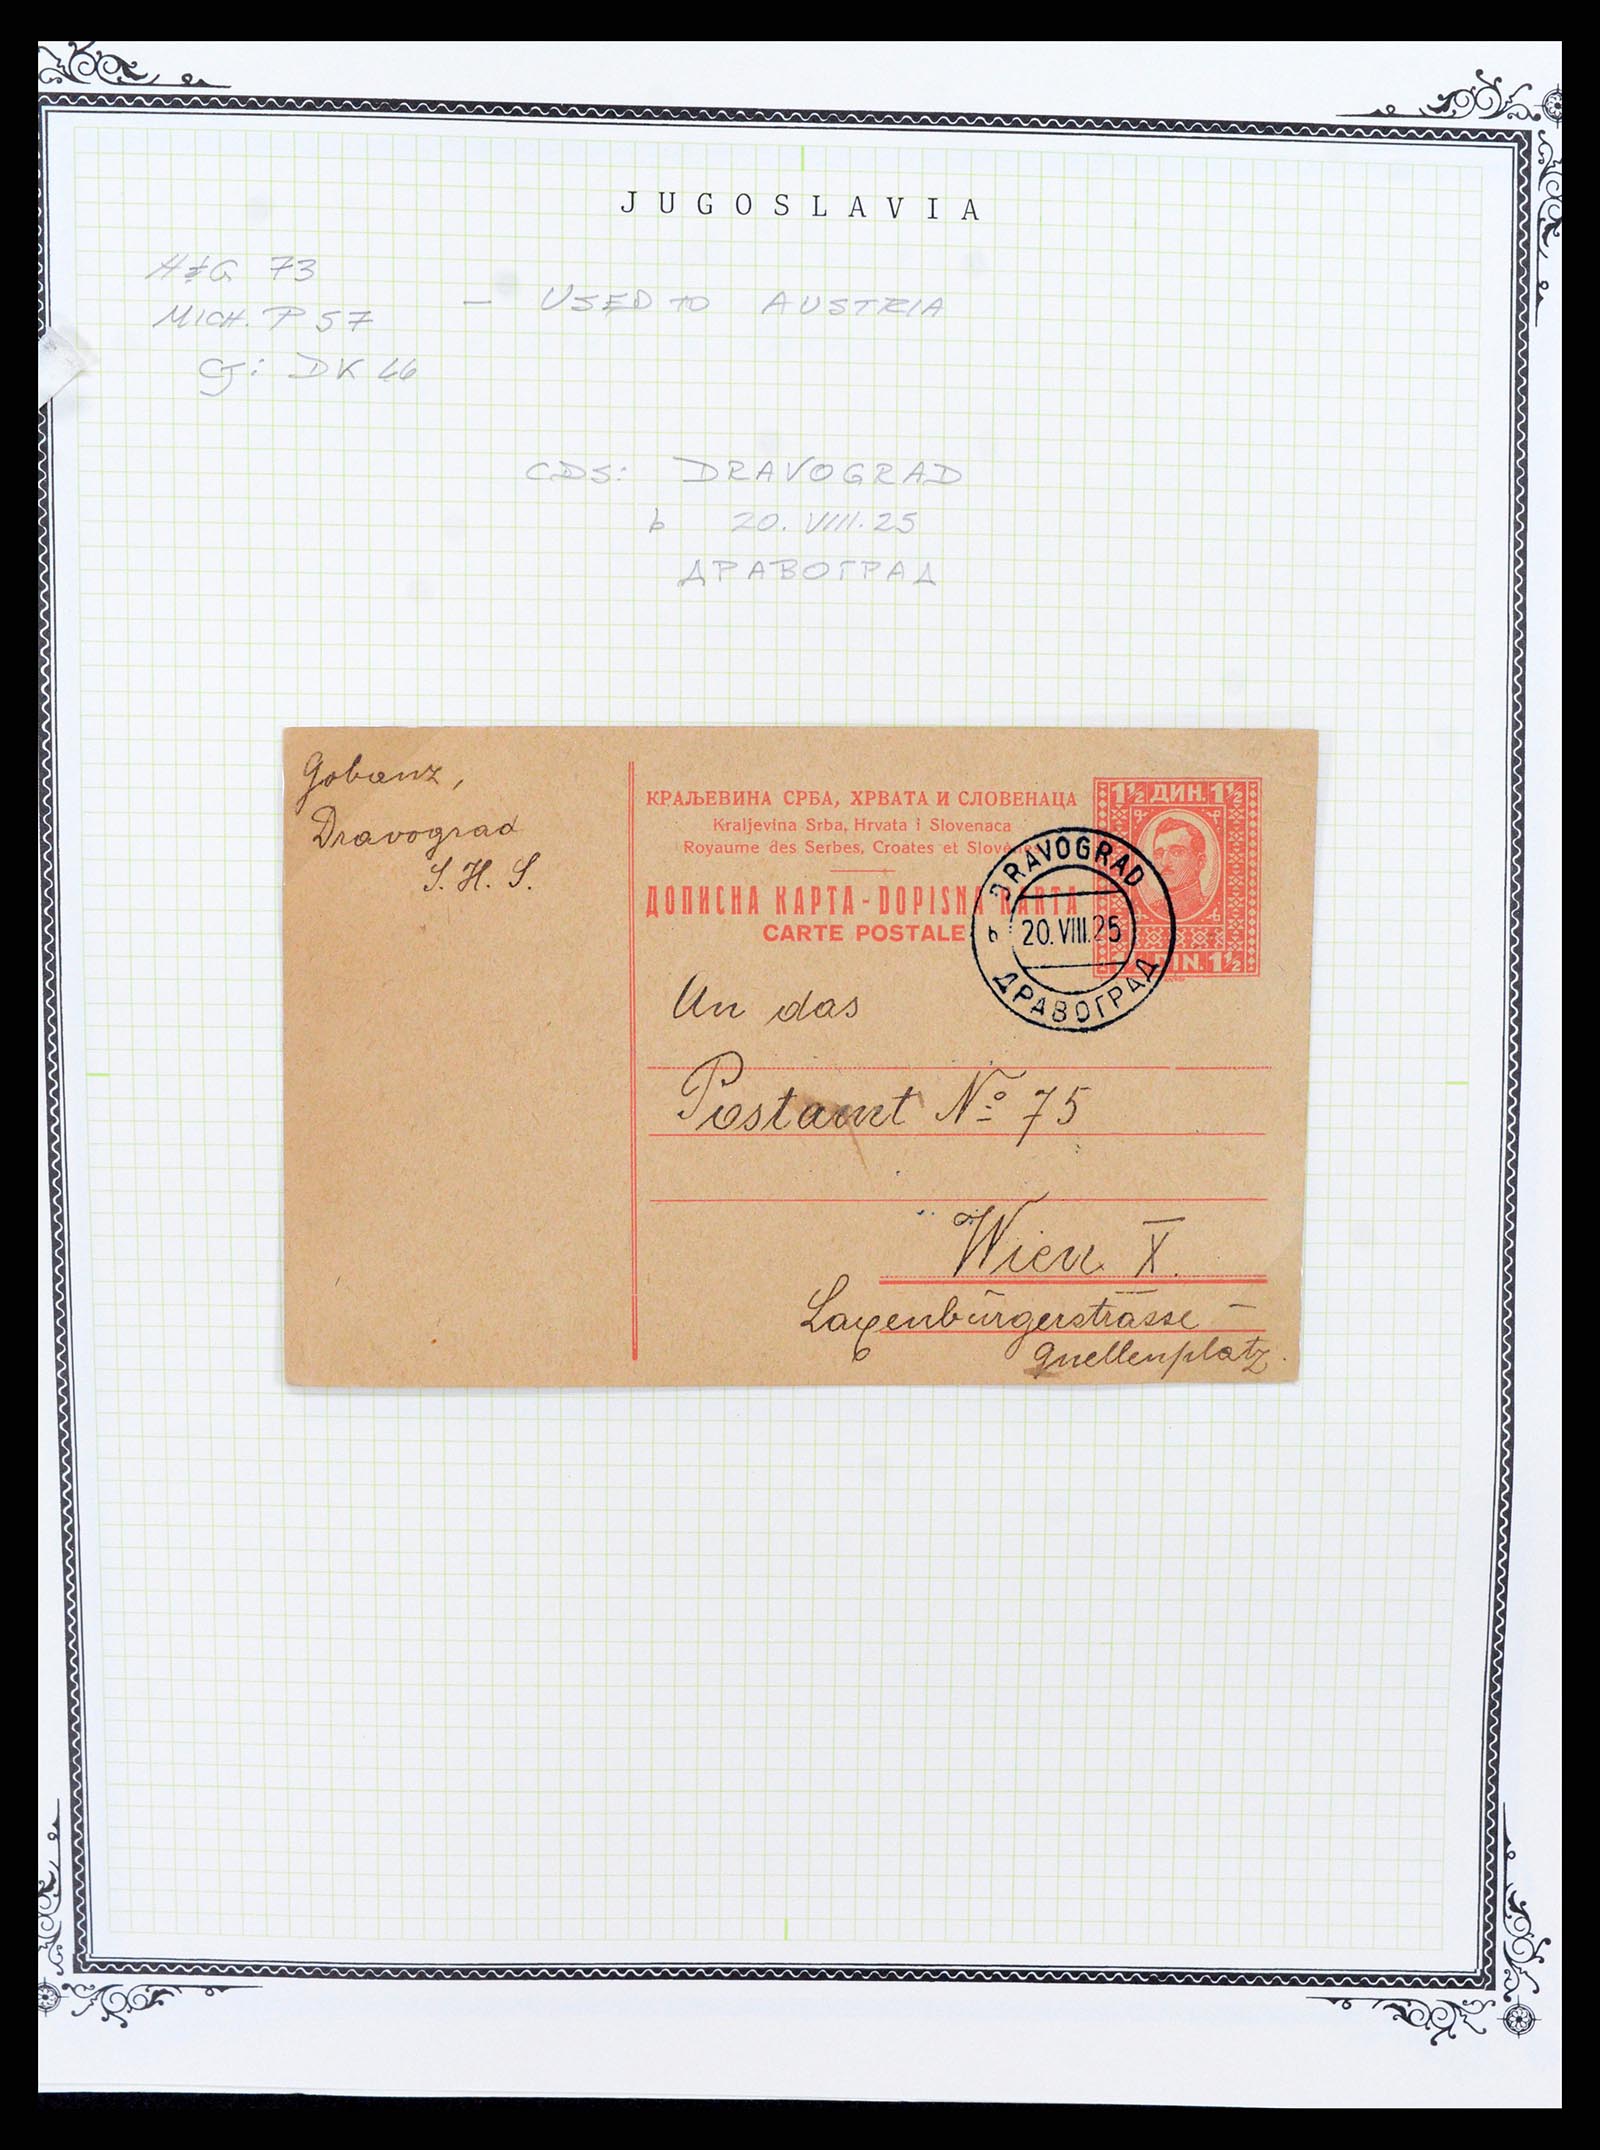 JUGOSLAVIA
H&G 73
MICH. P 57
— USED TO AUSTRIA
CJ: DK 46
CDS: DRAVOGRAD
b 20.VIII.25
ДРАВОГРАД
Gobanz,
Dravograd
S. H. S.
КРАЉЕВИНА СРБА, ХРВАТА И СЛОВЕНАЦА
Kraljevina Srba, Hrvata i Slovenaca
Royaume des Serbes, Croates et Slovènes
ДОПИСНА КАРТА - DOPISNA KARTA
CARTE POSTALE
1½ ДИН. 1½
DIN. 1½
DRAVOGRAD
b 20.VIII.25
ДРАВОГРАД
An das
Postamt No 75
Wien X.
Laxenburgerstrasse —
Quellenplatz.